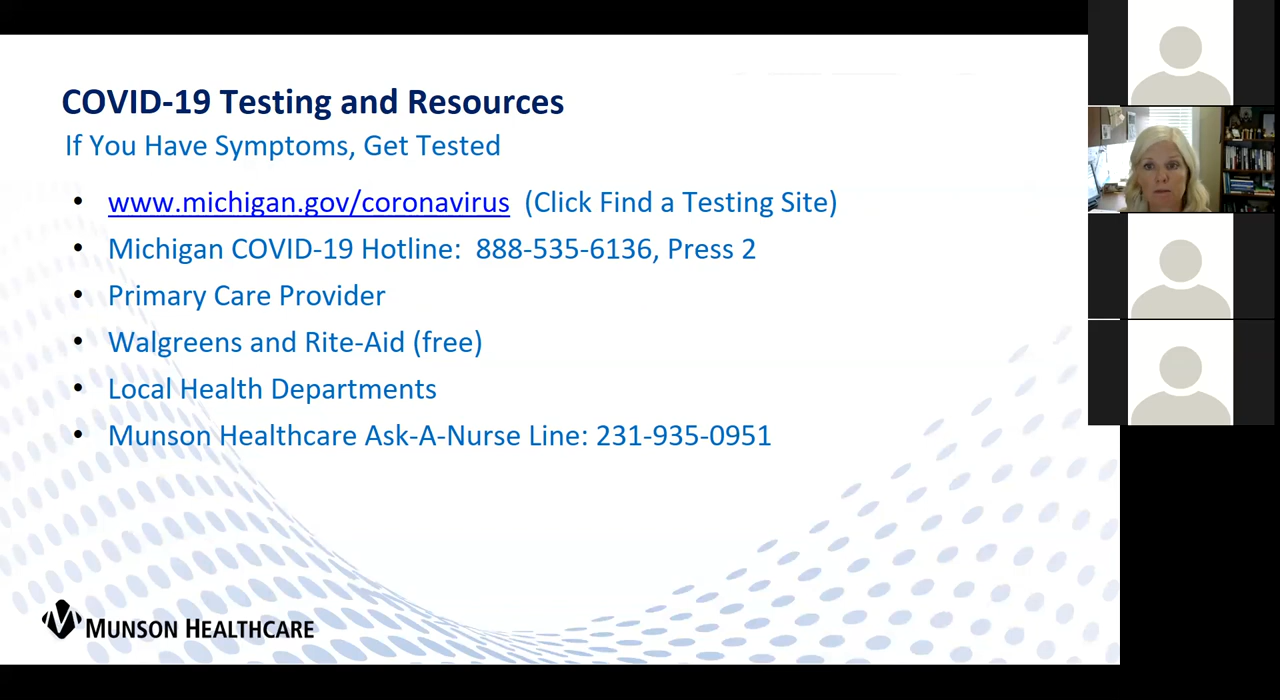 COVID-19 Testing and Resources
If You Have Symptoms, Get Tested
• www.michigan.gov/coronavirus (Click Find a Testing Site)
• Michigan COVID-19 Hotline: 888-535-6136, Press 2
• Primary Care Provider
• Walgreens and Rite-Aid (free)
• Local Health Departments
• Munson Healthcare Ask-A-Nurse Line: 231-935-0951
MUNSON HEALTHCARE